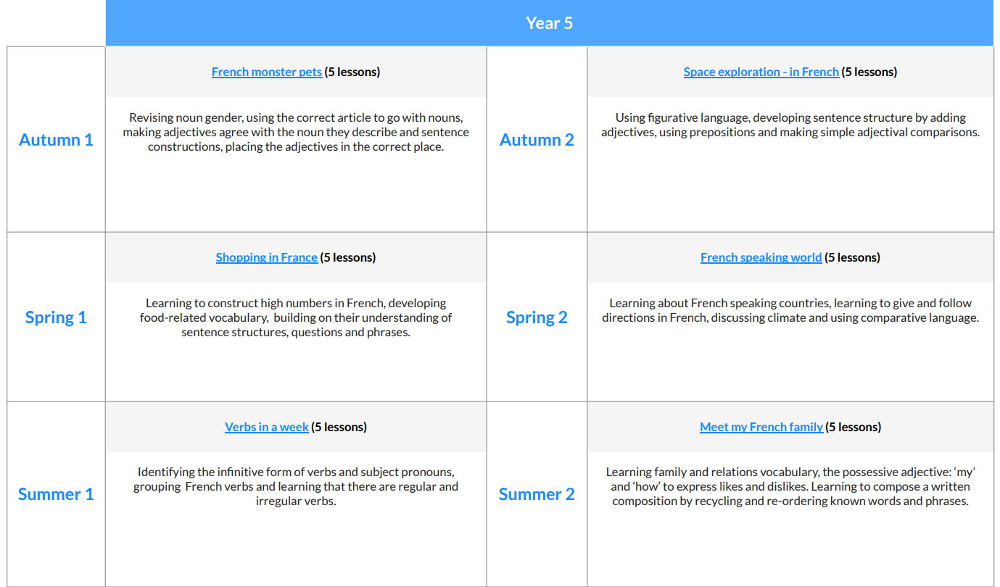 Year 5
Autumn 1
French monster pets (5 lessons)
Revising noun gender, using the correct article to go with nouns,
making adjectives agree with the noun they describe and sentence
constructions, placing the adjectives in the correct place.
Autumn 2
Space exploration - in French (5 lessons)
Using figurative language, developing sentence structure by adding
adjectives, using prepositions and making simple adjectival comparisons.
Spring 1
Shopping in France (5 lessons)
Learning to construct high numbers in French, developing
food-related vocabulary, building on their understanding of
sentence structures, questions and phrases.
Spring 2
French speaking world (5 lessons)
Learning about French speaking countries, learning to give and follow
directions in French, discussing climate and using comparative language.
Summer 1
Verbs in a week (5 lessons)
Identifying the infinitive form of verbs and subject pronouns,
grouping French verbs and learning that there are regular and
irregular verbs.
Summer 2
Meet my French family (5 lessons)
Learning family and relations vocabulary, the possessive adjective: ‘my’
and ‘how’ to express likes and dislikes. Learning to compose a written
composition by recycling and re-ordering known words and phrases.